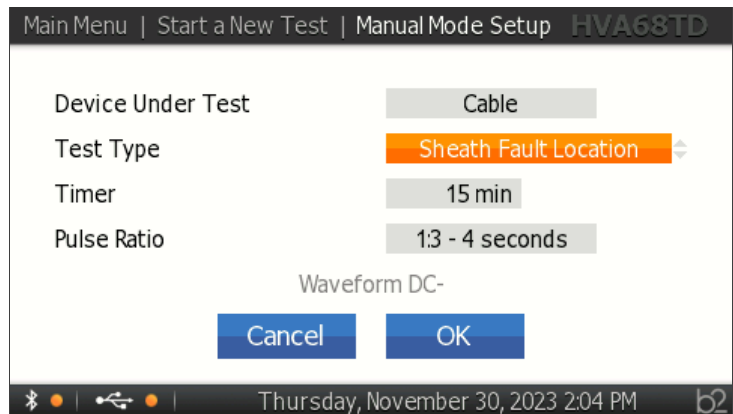 Main Menu | Start a New Test | Manual Mode Setup HVA68TD
Device Under Test Cable
Test Type Sheath Fault Location
Timer 15 min
Pulse Ratio 1:3 - 4 seconds
Waveform DC-
Cancel OK
Thursday, November 30, 2023 2:04 PM b2